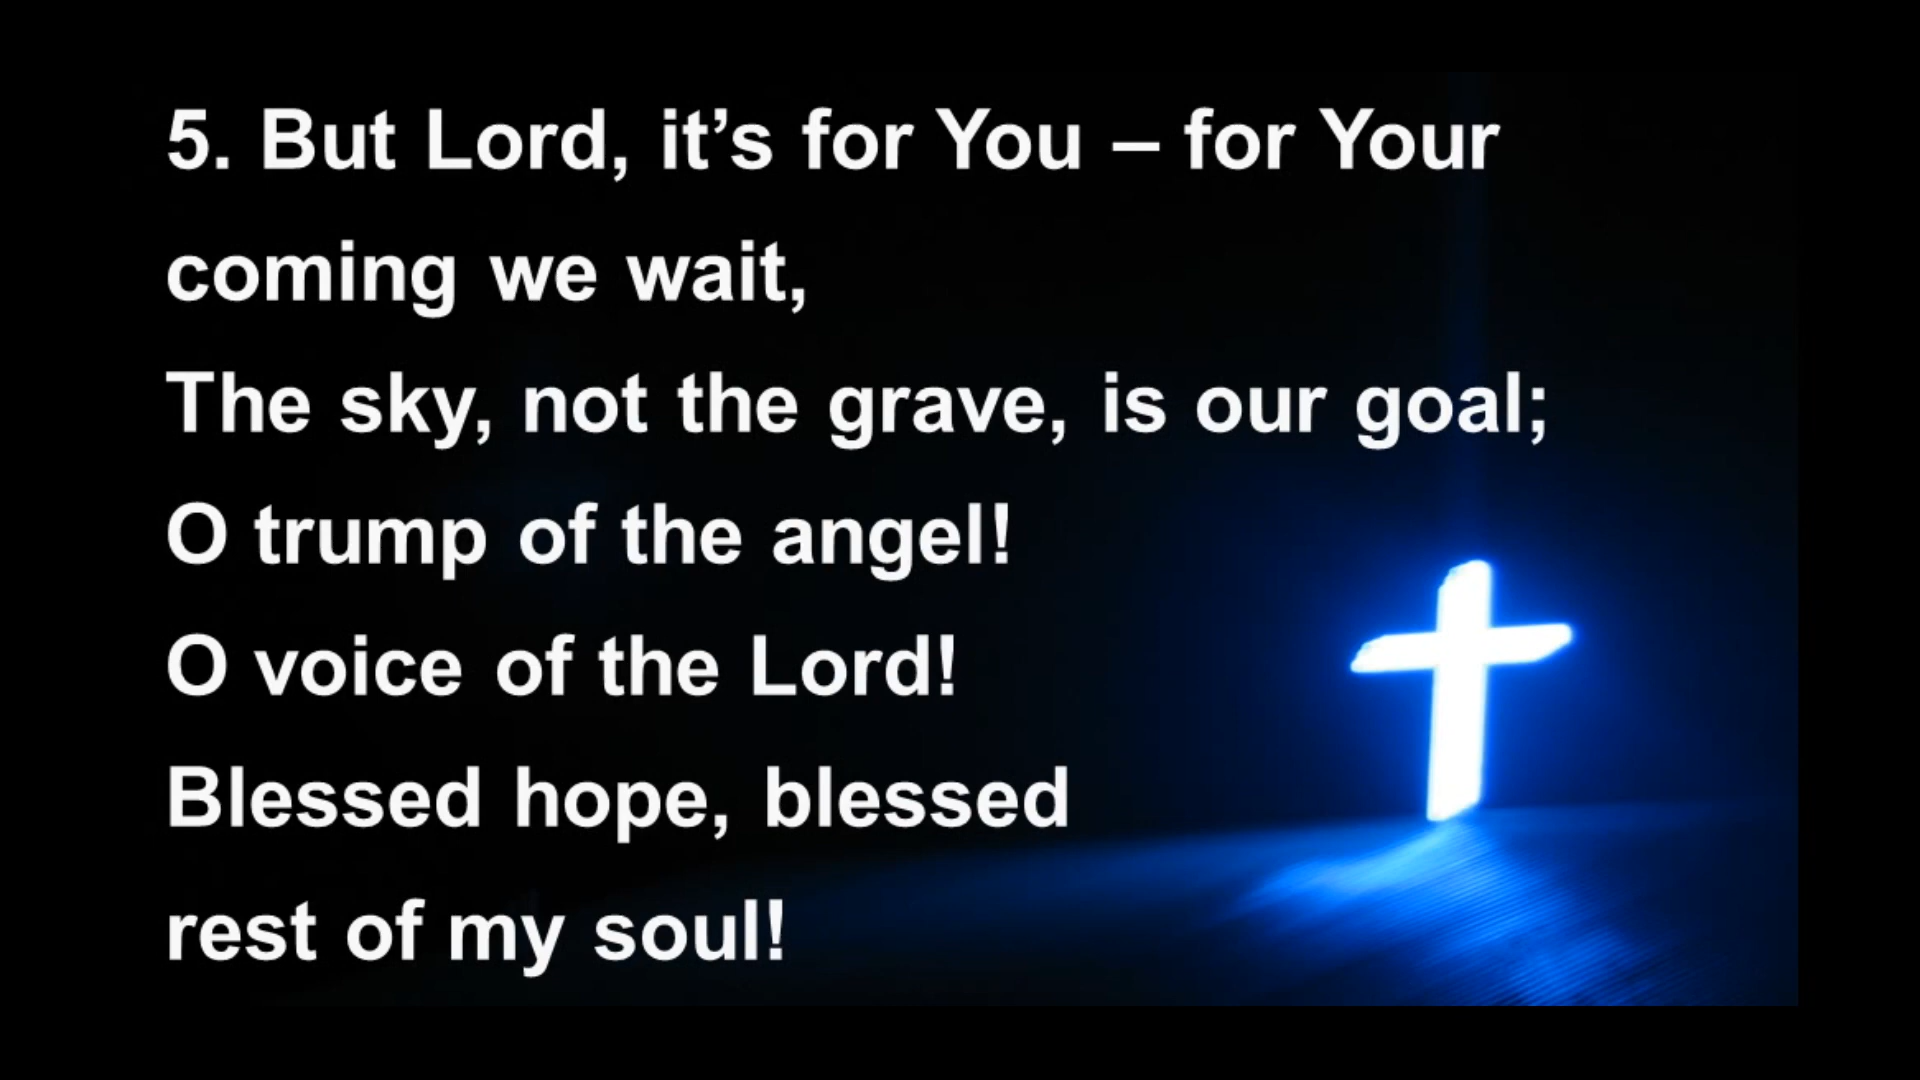 5. But Lord, it’s for You – for Your
coming we wait,
The sky, not the grave, is our goal;
O trump of the angel!
O voice of the Lord!
Blessed hope, blessed
rest of my soul!